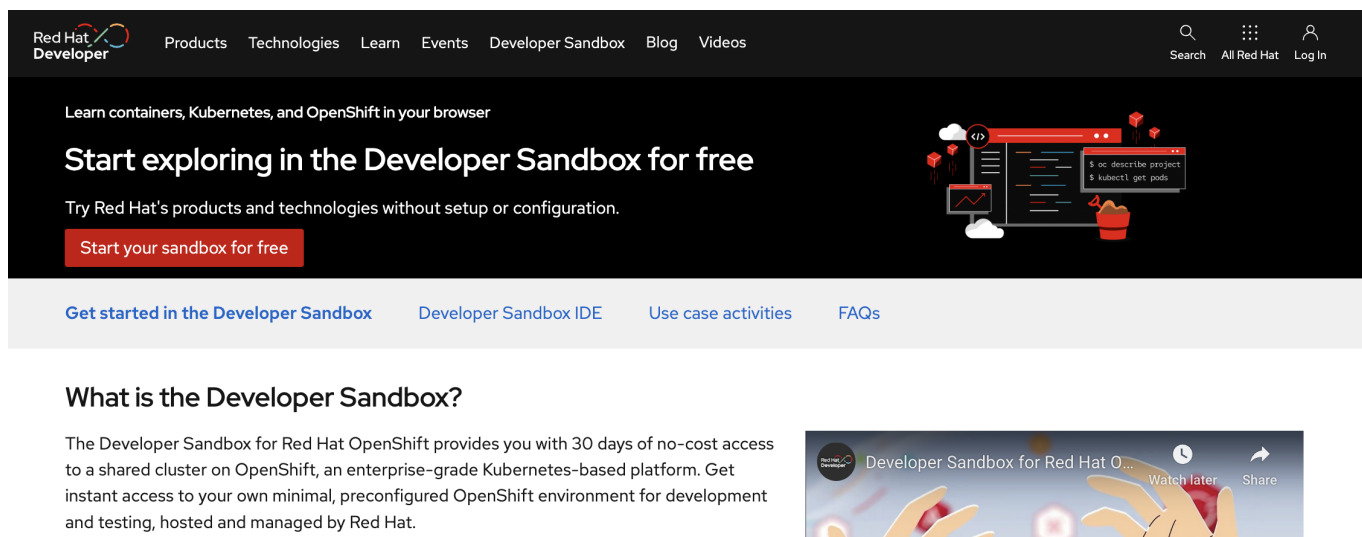 Red Hat
Developer
Products Technologies Learn Events Developer Sandbox Blog Videos
Search All Red Hat Log In
Learn containers, Kubernetes, and OpenShift in your browser
Start exploring in the Developer Sandbox for free
Try Red Hat's products and technologies without setup or configuration.
Start your sandbox for free
</>
$ oc describe project
$ kubectl get pods
Get started in the Developer Sandbox Developer Sandbox IDE Use case activities FAQs
What is the Developer Sandbox?
The Developer Sandbox for Red Hat OpenShift provides you with 30 days of no-cost access
to a shared cluster on OpenShift, an enterprise-grade Kubernetes-based platform. Get
instant access to your own minimal, preconfigured OpenShift environment for development
and testing, hosted and managed by Red Hat.
Red Hat
Developer
Developer Sandbox for Red Hat O...
Watch later Share